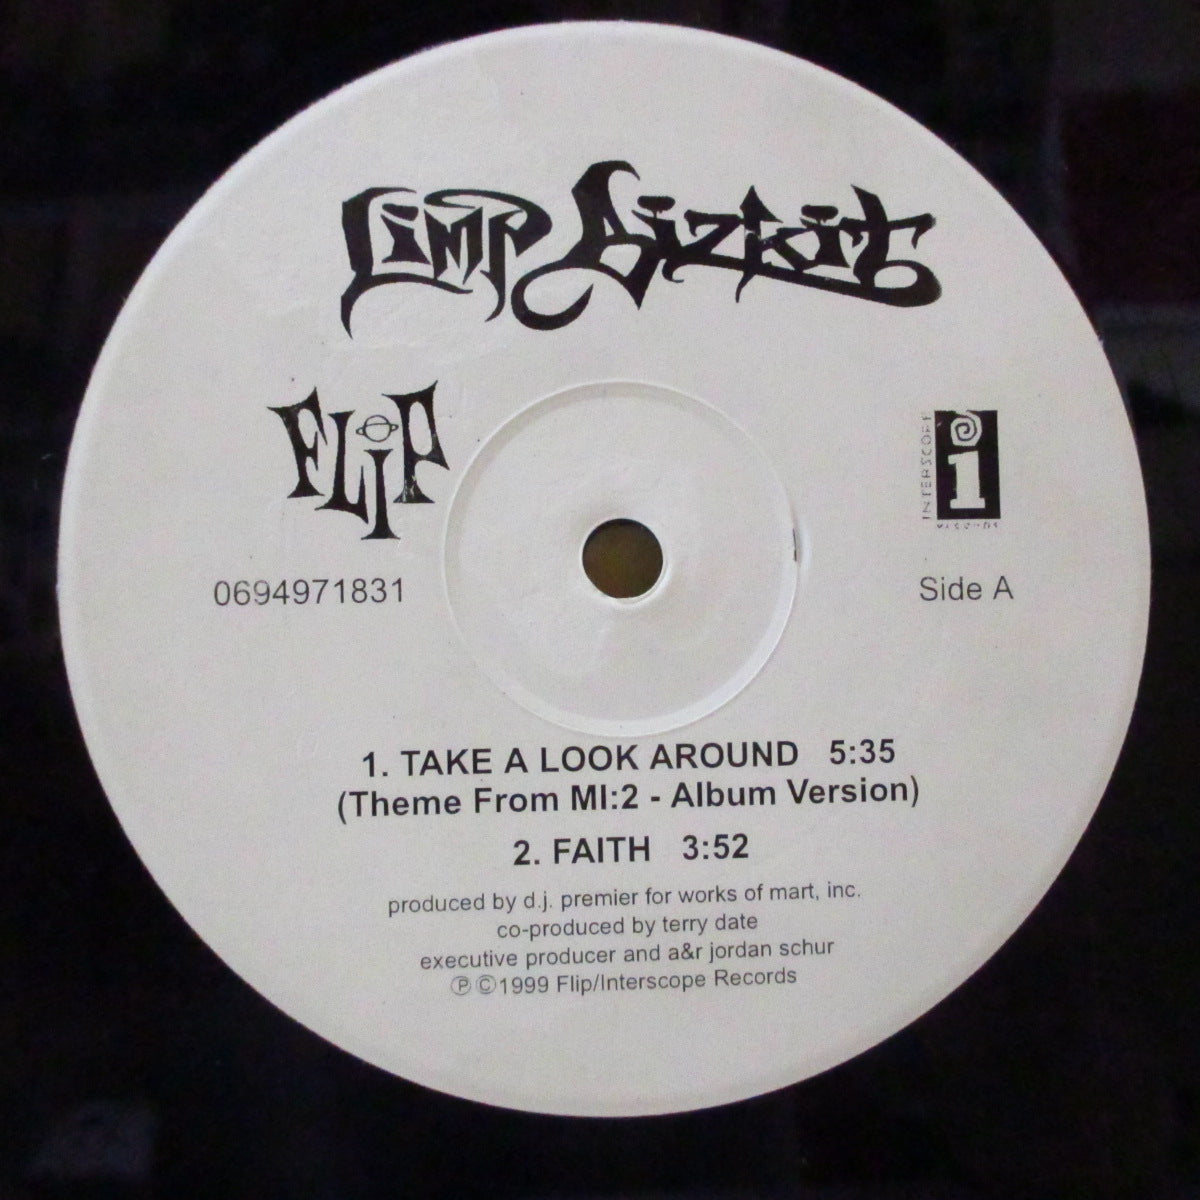 Limp Bizkit
FLiP
INTERSCOPE
i
RECORDS
0694971831
Side A
1. TAKE A LOOK AROUND 5:35
(Theme From MI:2 - Album Version)
2. FAITH 3:52
produced by d.j. premier for works of mart, inc.
co-produced by terry date
executive producer and a&r jordan schur
℗ ©1999 Flip/Interscope Records